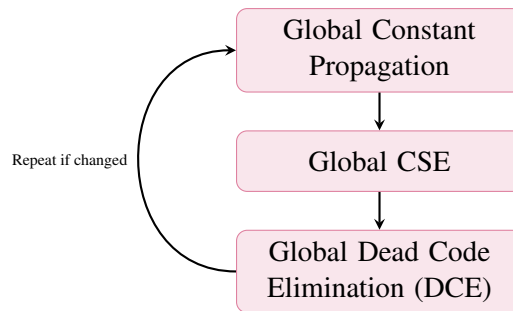 Global Constant
Propagation
Global CSE
Repeat if changed
Global Dead Code
Elimination (DCE)